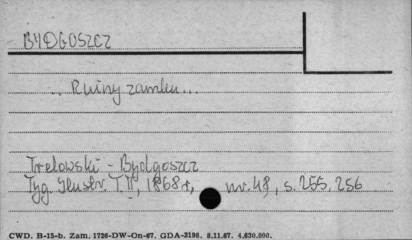 BYDGOSZCZ
.. Ruiny zamku...
Trelowski - Bydgoszcz
Tyg. Ilustr. T. II, 1868 r, nr. 48, s. 255, 256
CWD. B-15-b. Zam. 1726-DW-On-67. GDA-3198. 8.11.67. 4.630.000.